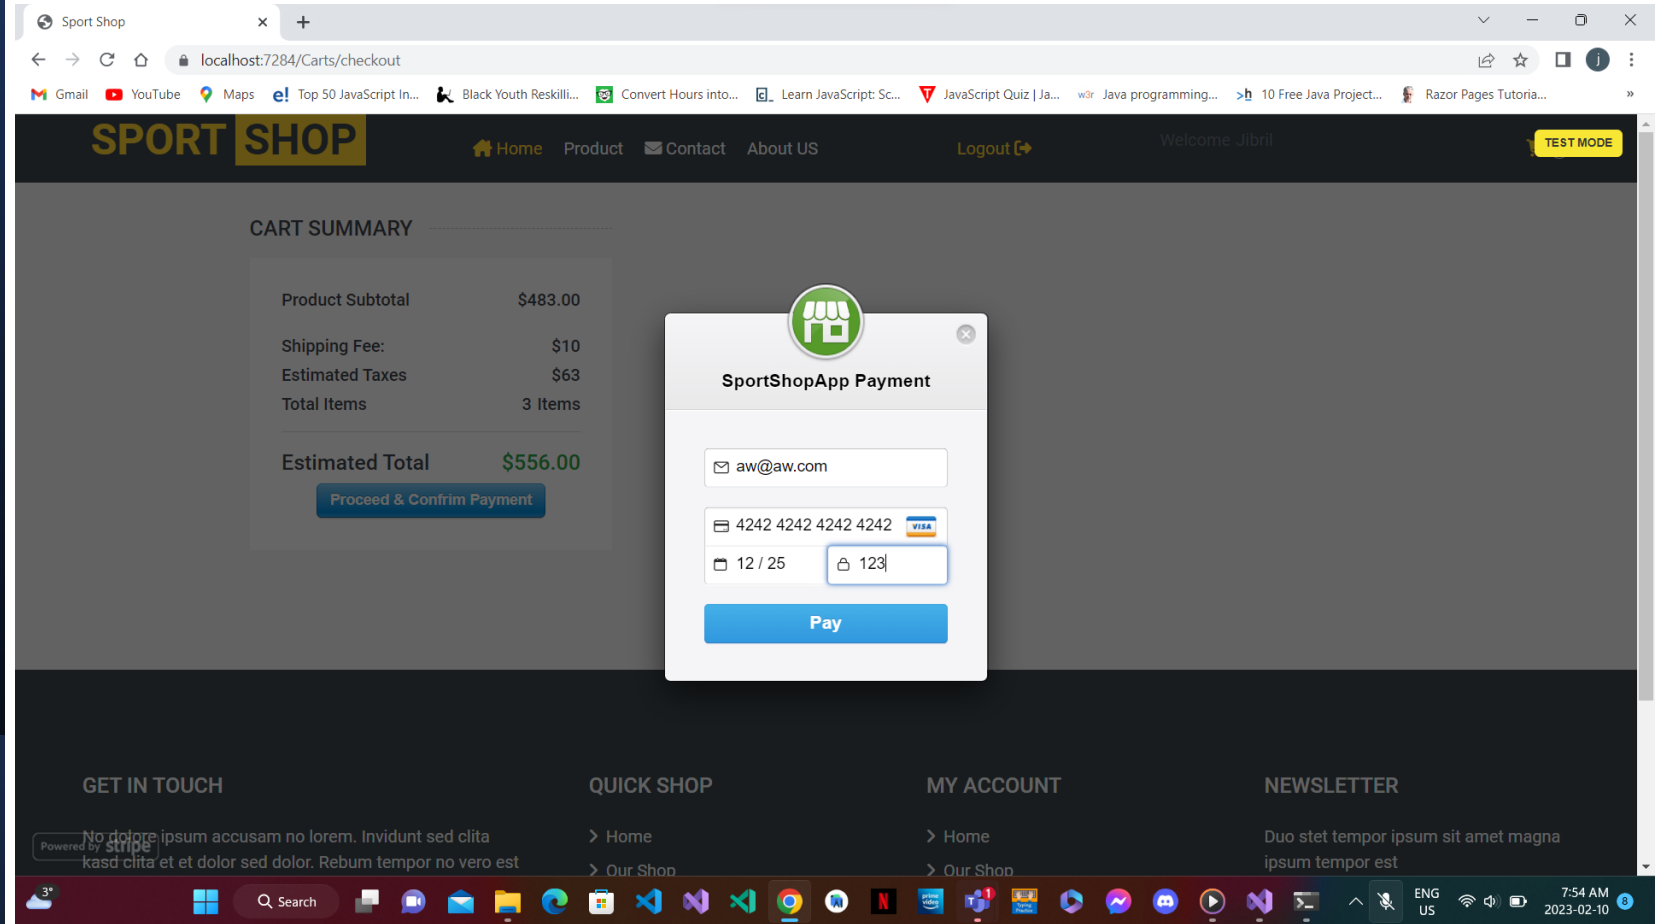 Sport Shop
localhost:7284/Carts/checkout
j
Gmail
YouTube
Maps
Top 50 JavaScript In...
Black Youth Reskilli...
Convert Hours into...
Learn JavaScript: Sc...
JavaScript Quiz | Ja...
w3r Java programming...
>h 10 Free Java Project...
Razor Pages Tutoria...
»
SPORT SHOP
Home
Product
Contact
About US
Logout
Welcome Jibril
TEST MODE
CART SUMMARY
Product Subtotal $483.00
Shipping Fee: $10
Estimated Taxes $63
Total Items 3 Items
Estimated Total $556.00
Proceed & Confrim Payment
SportShopApp Payment
aw@aw.com
4242 4242 4242 4242 VISA
12 / 25 123
Pay
GET IN TOUCH
No dolore ipsum accusam no lorem. Invidunt sed clita
kasd clita et et dolor sed dolor. Rebum tempor no vero est
Powered by stripe
QUICK SHOP
Home
Our Shop
MY ACCOUNT
Home
Our Shop
NEWSLETTER
Duo stet tempor ipsum sit amet magna
ipsum tempor est
3°
Search
prime video
1
Typing Practice
ENG
US
7:54 AM
2023-02-10
8